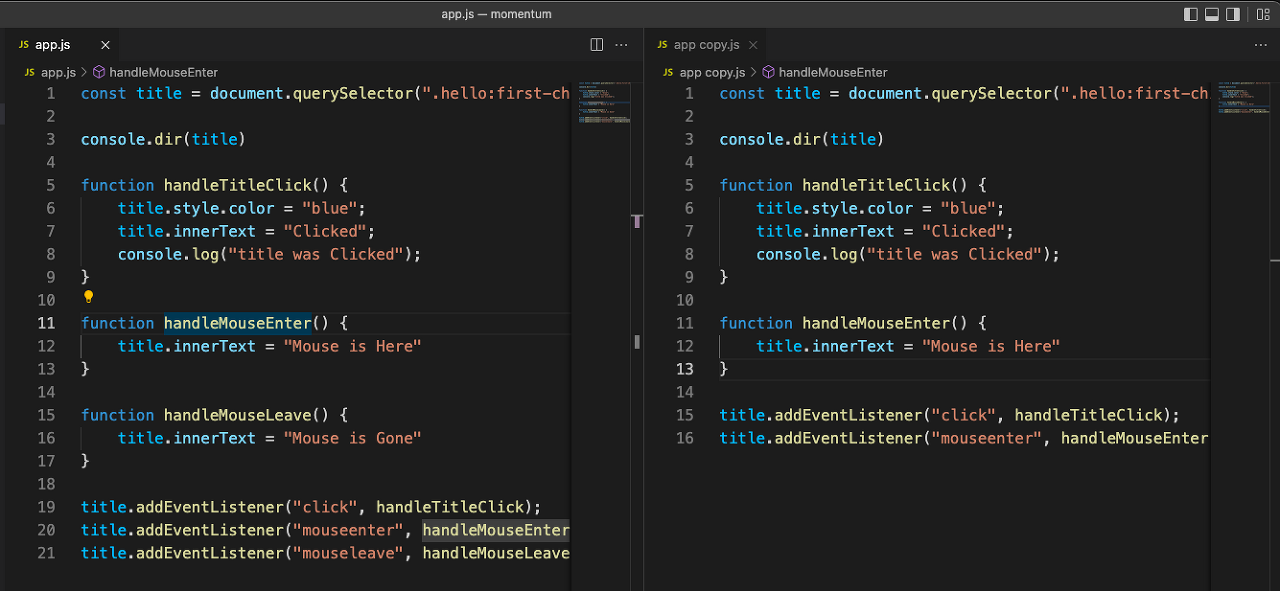 app.js — momentum
JS app.js
JS app.js > handleMouseEnter
1 const title = document.querySelector(".hello:first-ch
2
3 console.dir(title)
4
5 function handleTitleClick() {
6 title.style.color = "blue";
7 title.innerText = "Clicked";
8 console.log("title was Clicked");
9 }
10
11 function handleMouseEnter() {
12 title.innerText = "Mouse is Here"
13 }
14
15 function handleMouseLeave() {
16 title.innerText = "Mouse is Gone"
17 }
18
19 title.addEventListener("click", handleTitleClick);
20 title.addEventListener("mouseenter", handleMouseEnter
21 title.addEventListener("mouseleave", handleMouseLeave
JS app copy.js
JS app copy.js > handleMouseEnter
1 const title = document.querySelector(".hello:first-ch
2
3 console.dir(title)
4
5 function handleTitleClick() {
6 title.style.color = "blue";
7 title.innerText = "Clicked";
8 console.log("title was Clicked");
9 }
10
11 function handleMouseEnter() {
12 title.innerText = "Mouse is Here"
13 }
14
15 title.addEventListener("click", handleTitleClick);
16 title.addEventListener("mouseenter", handleMouseEnter